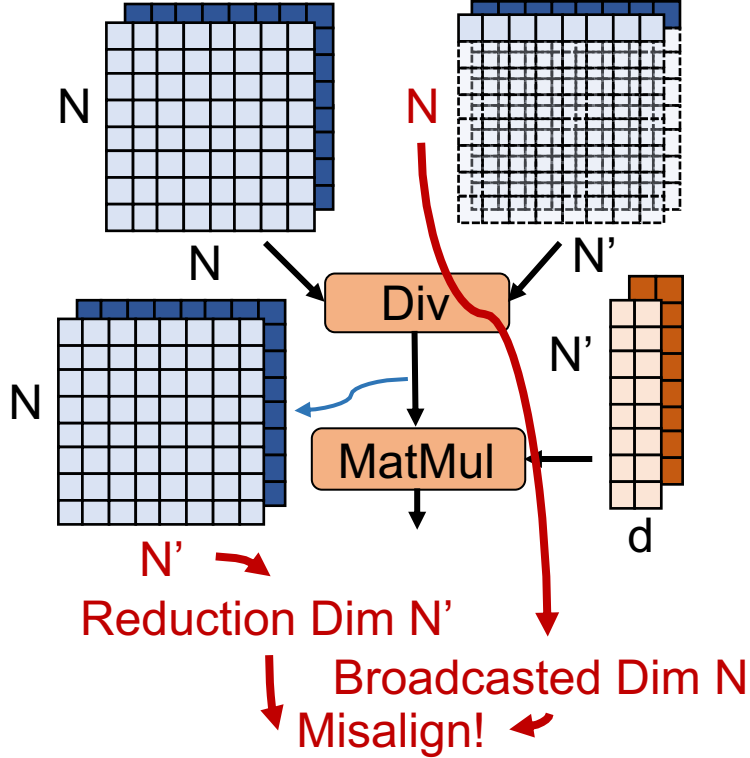 N
N
N
N’
Div
N’
N
MatMul
d
N’
Reduction Dim N’
Broadcasted Dim N
Misalign!